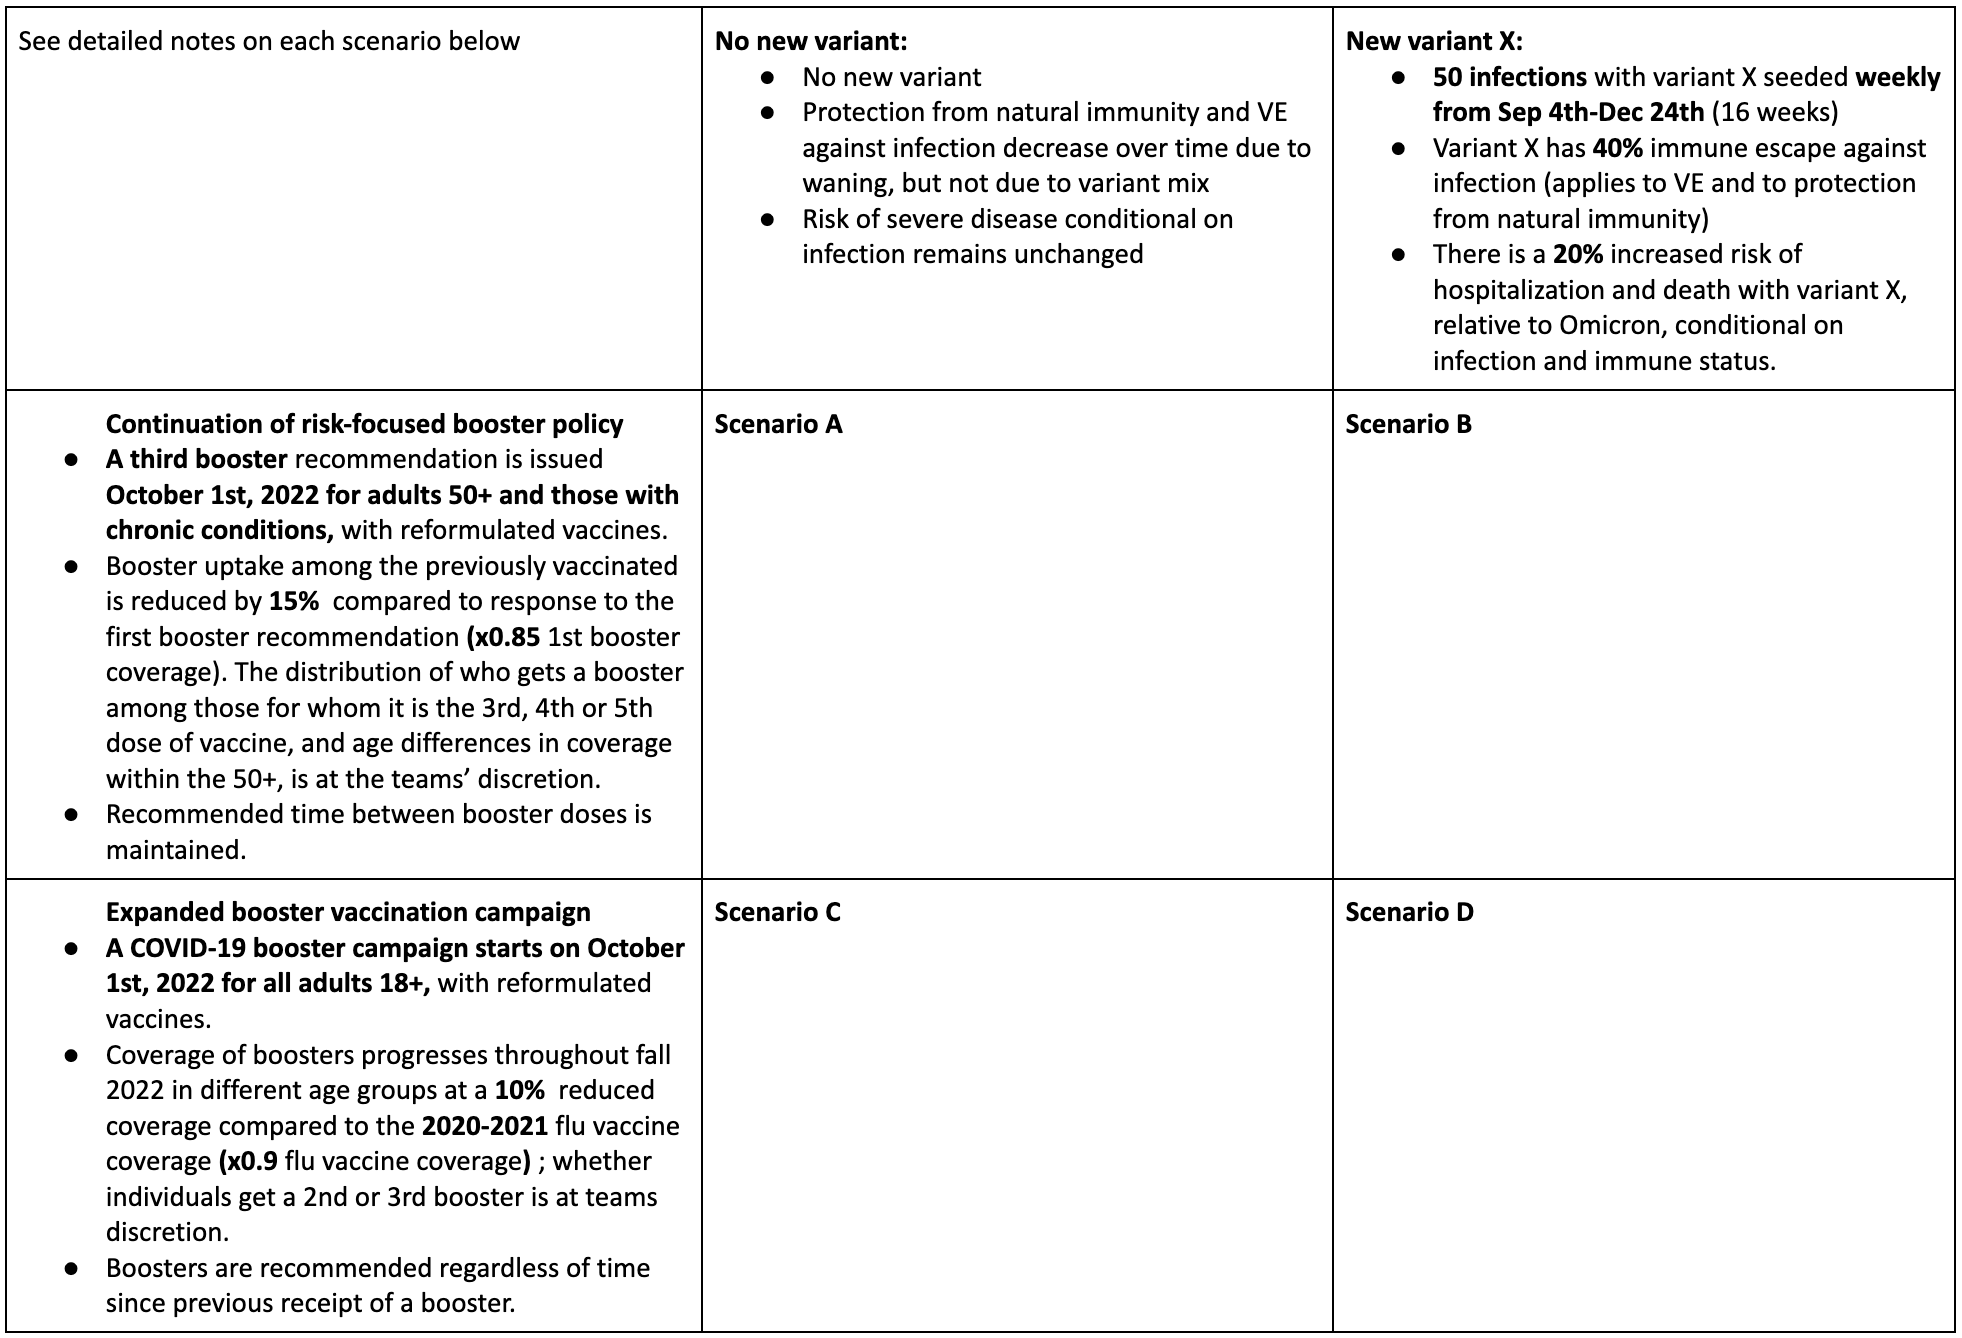 See detailed notes on each scenario below
No new variant:
● No new variant
● Protection from natural immunity and VE
against infection decrease over time due to
waning, but not due to variant mix
● Risk of severe disease conditional on
infection remains unchanged
New variant X:
● 50 infections with variant X seeded weekly
from Sep 4th-Dec 24th (16 weeks)
● Variant X has 40% immune escape against
infection (applies to VE and to protection
from natural immunity)
● There is a 20% increased risk of
hospitalization and death with variant X,
relative to Omicron, conditional on
infection and immune status.
Continuation of risk-focused booster policy
● A third booster recommendation is issued
October 1st, 2022 for adults 50+ and those with
chronic conditions, with reformulated vaccines.
● Booster uptake among the previously vaccinated
is reduced by 15% compared to response to the
first booster recommendation (x0.85 1st booster
coverage). The distribution of who gets a booster
among those for whom it is the 3rd, 4th or 5th
dose of vaccine, and age differences in coverage
within the 50+, is at the teams’ discretion.
● Recommended time between booster doses is
maintained.
Scenario A
Scenario B
Expanded booster vaccination campaign
● A COVID-19 booster campaign starts on October
1st, 2022 for all adults 18+, with reformulated
vaccines.
● Coverage of boosters progresses throughout fall
2022 in different age groups at a 10% reduced
coverage compared to the 2020-2021 flu vaccine
coverage (x0.9 flu vaccine coverage) ; whether
individuals get a 2nd or 3rd booster is at teams
discretion.
● Boosters are recommended regardless of time
since previous receipt of a booster.
Scenario C
Scenario D